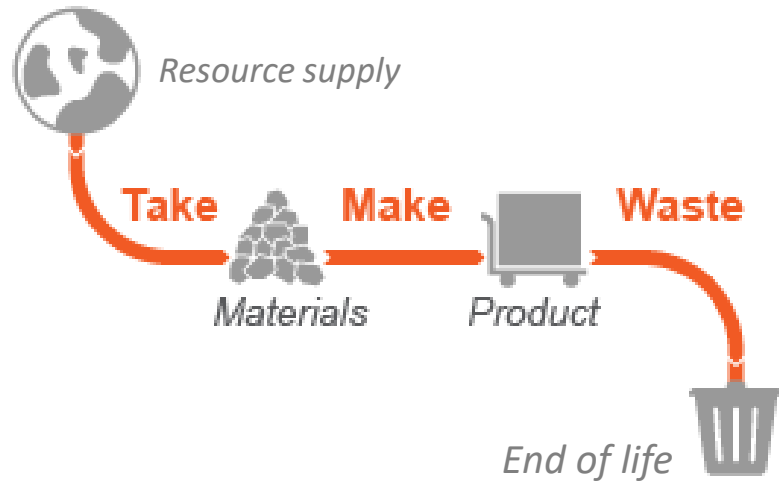 Resource supply
Take
Make
Waste
Materials
Product
End of life